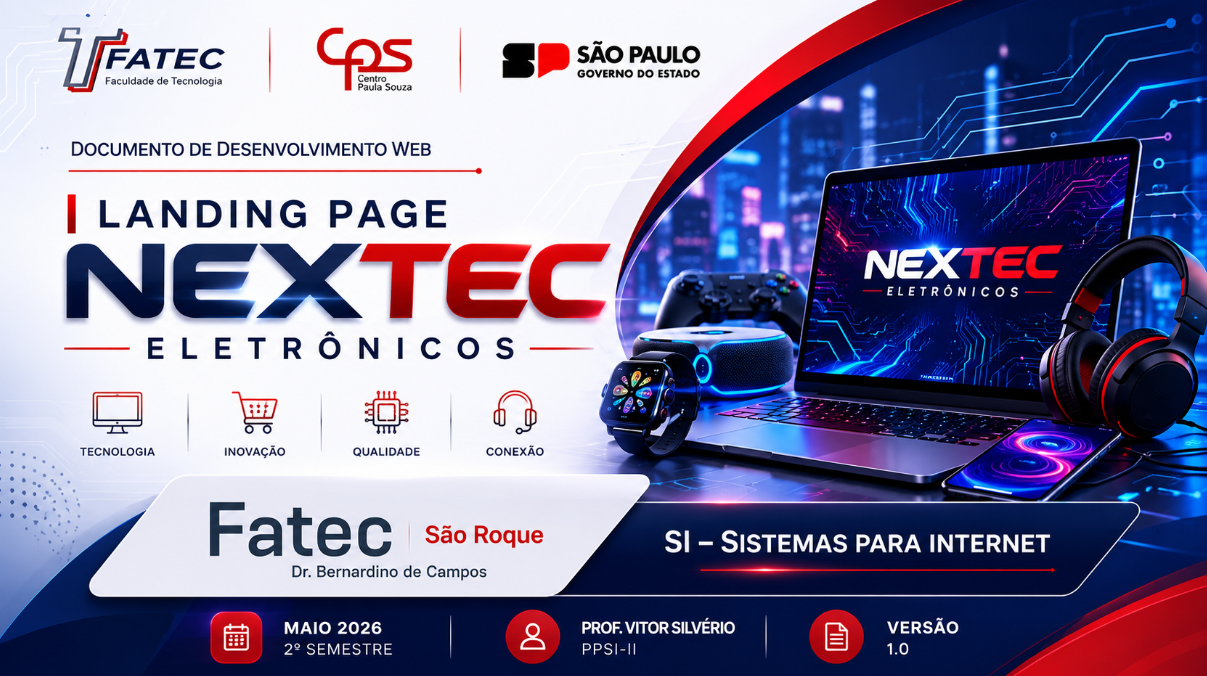 FATEC
Faculdade de Tecnologia
CPS
Centro
Paula Souza
SP
SÃO PAULO
GOVERNO DO ESTADO
DOCUMENTO DE DESENVOLVIMENTO WEB
LANDING PAGE
NEXTEC
ELETRÔNICOS
NEXTEC
ELETRÔNICOS
TECNOLOGIA
INOVAÇÃO
QUALIDADE
CONEXÃO
Fatec
São Roque
Dr. Bernardino de Campos
SI – SISTEMAS PARA INTERNET
MAIO 2026
2º SEMESTRE
PROF. VITOR SILVÉRIO
PPSI-II
VERSÃO
1.0